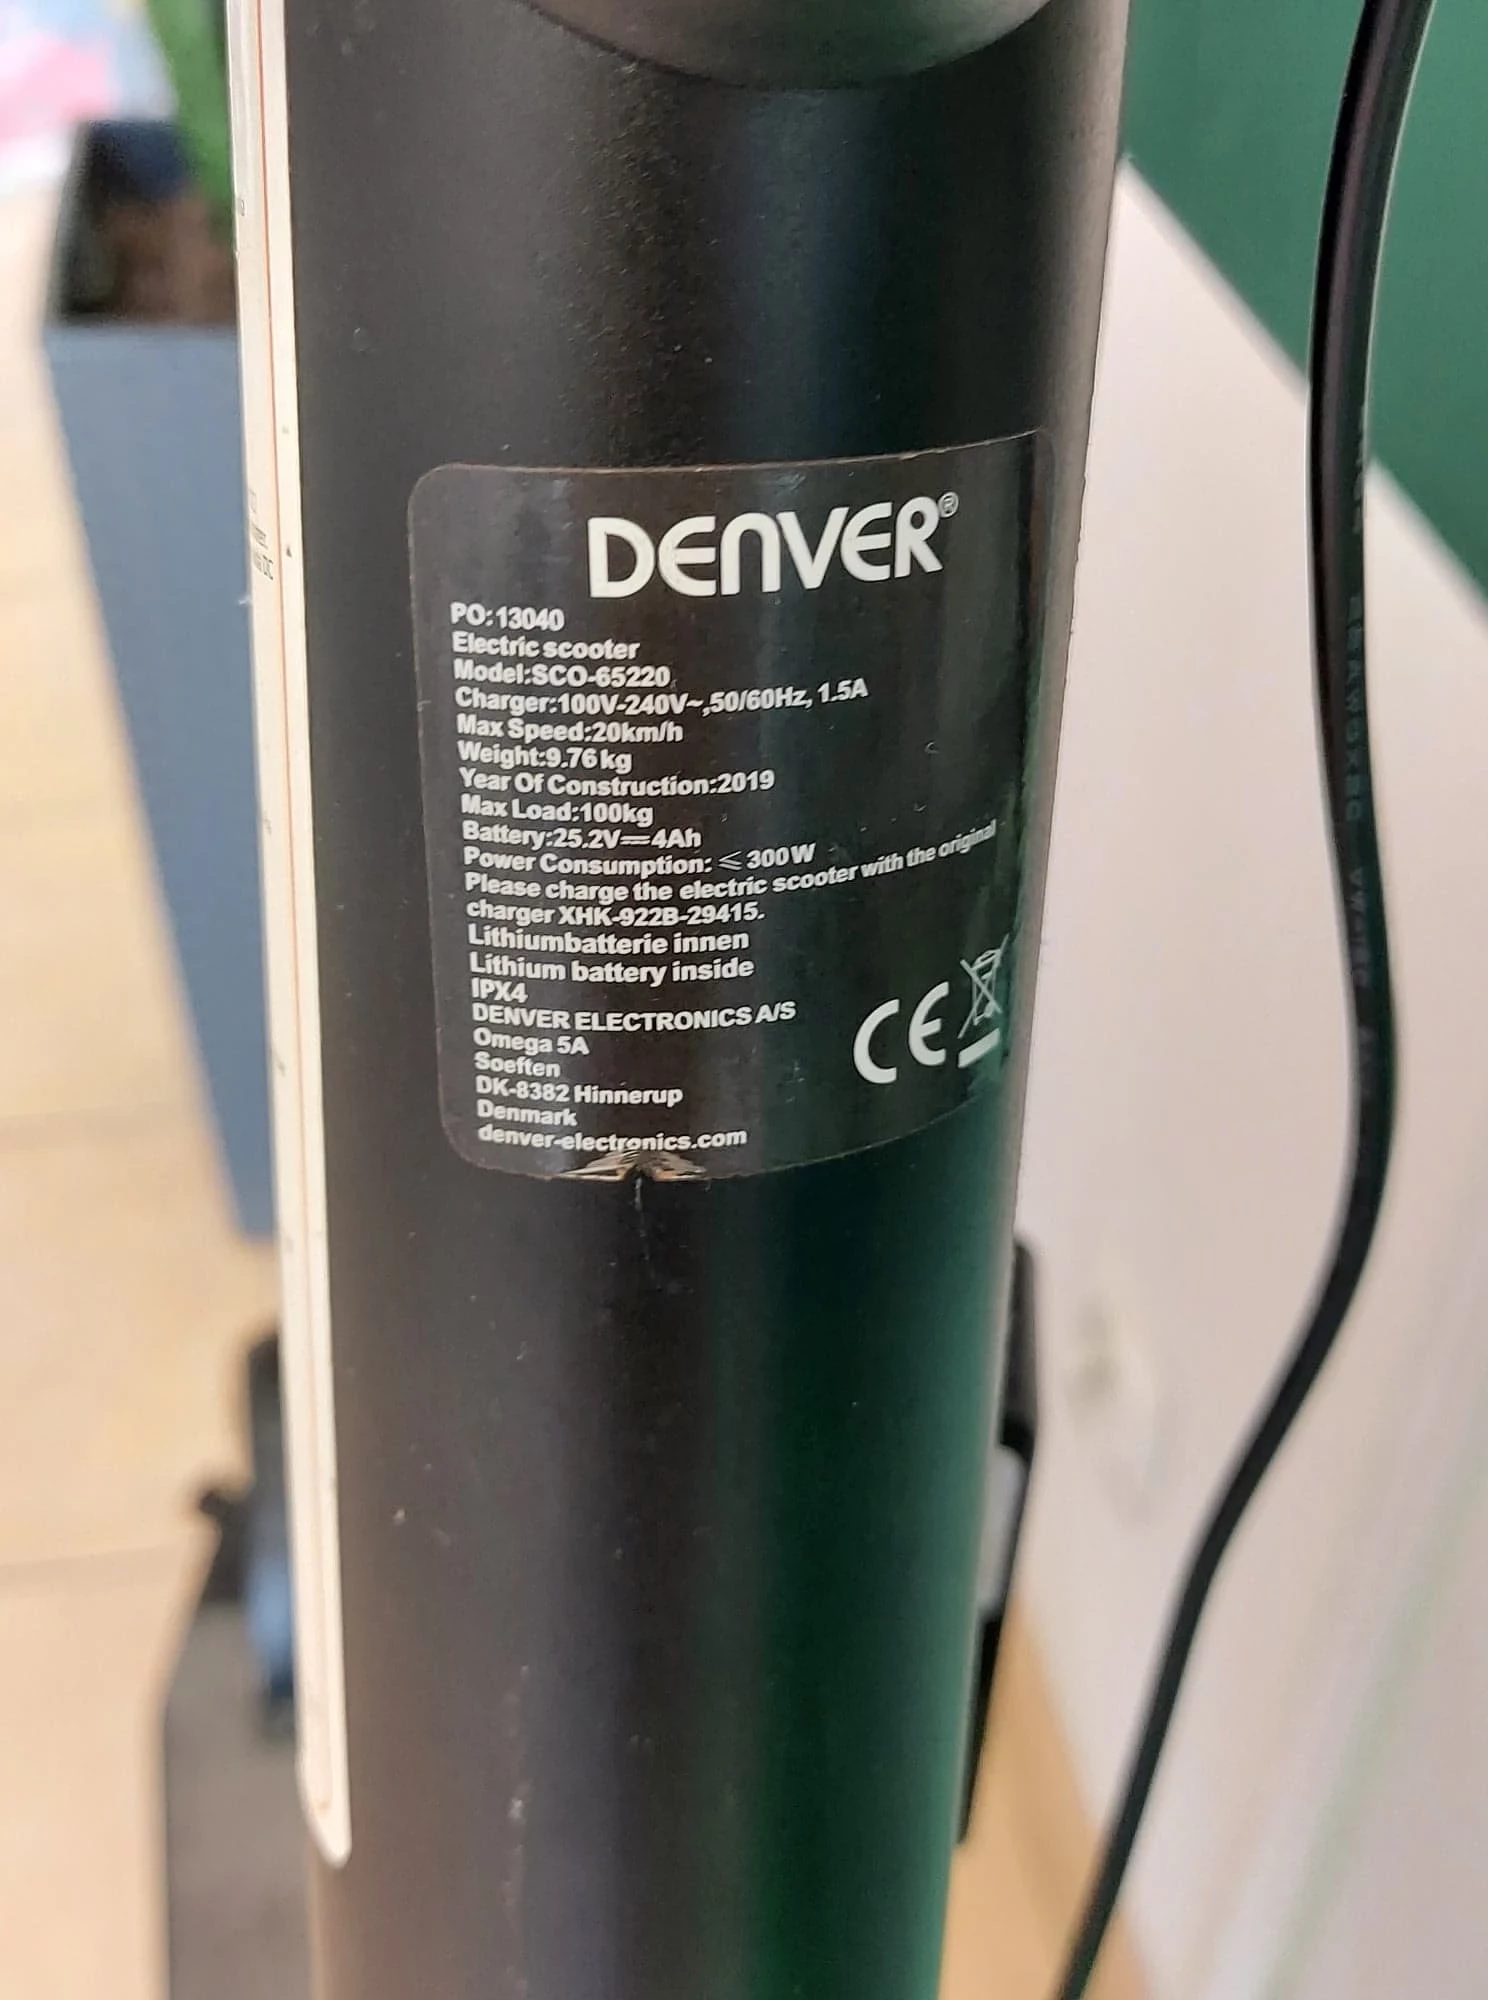 DENVER®
PO:13040
Electric scooter
Model:SCO-65220
Charger:100V-240V~,50/60Hz, 1.5A
Max Speed:20km/h
Weight:9.76kg
Year Of Construction:2019
Max Load:100kg
Battery:25.2V⎓4Ah
Power Consumption: ≤300W
Please charge the electric scooter with the original
charger XHK-922B-29415.
Lithiumbatterie innen
Lithium battery inside
IPX4
DENVER ELECTRONICS A/S
Omega 5A
Soeften
DK-8382 Hinnerup
Denmark
denver-electronics.com
CE